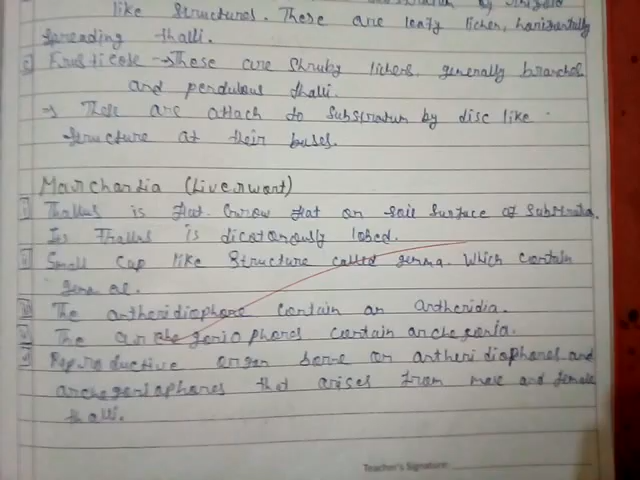 like structures. These are leafy lichen, horizontally
spreading thalli.
Fruticose → These are Shruby lichens, generally branches
and pendulous thalli.
→ These are attach to substratum by disc like
structure at their bases.
Marchantia (Liverwort)
Thallus is flat. Grow flat on soil surface of substrata.
Its Thallus is dicotomously lobed.
Small cup like structure called gemma. Which contain
gemmae.
The antheridiophore contain an antheridia.
The archegoniophores contain archegonia.
Reproductive organ borne on antheridiophores and
archegoniophores that arises from male and female
thalli.
Teacher's Signature: